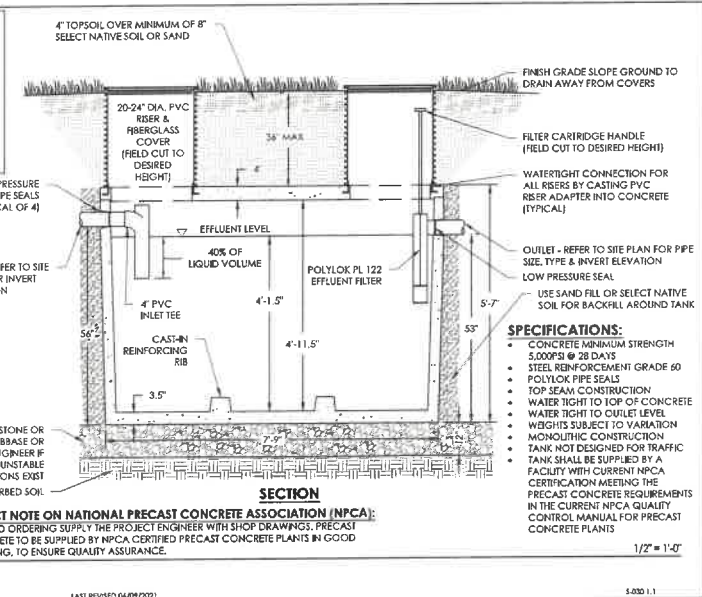 4" TOPSOIL OVER MINIMUM OF 8"
SELECT NATIVE SOIL OR SAND
FINISH GRADE SLOPE GROUND TO
DRAIN AWAY FROM COVERS
20-24" DIA. PVC
RISER &
FIBERGLASS
COVER
(FIELD CUT TO
DESIRED
HEIGHT)
36" MAX
FILTER CARTRIDGE HANDLE
(FIELD CUT TO DESIRED HEIGHT)
WATERTIGHT CONNECTION FOR
ALL RISERS BY CASTING PVC
RISER ADAPTER INTO CONCRETE
(TYPICAL)
PRESSURE
PE SEALS
CAL OF 4)
EFFLUENT LEVEL
40% OF
LIQUID VOLUME
POLYLOK PL 122
EFFLUENT FILTER
OUTLET - REFER TO SITE PLAN FOR PIPE
SIZE, TYPE & INVERT ELEVATION
LOW PRESSURE SEAL
FER TO SITE
R INVERT
N
4" PVC
INLET TEE
4'-1.5"
4'-11.5"
5'-7"
53"
USE SAND FILL OR SELECT NATIVE
SOIL FOR BACKFILL AROUND TANK
CAST-IN
REINFORCING
RIB
3.5"
7'-9"
12"
STONE OR
BBASE OR
GINEER IF
UNSTABLE
ONS EXIST
RBED SOIL
SECTION
SPECIFICATIONS:
• CONCRETE MINIMUM STRENGTH
5,000PSI @ 28 DAYS
• STEEL REINFORCEMENT GRADE 60
• POLYLOK PIPE SEALS
• TOP SEAM CONSTRUCTION
• WATER TIGHT TO TOP OF CONCRETE
• WATER TIGHT TO OUTLET LEVEL
• WEIGHTS SUBJECT TO VARIATION
• MONOLITHIC CONSTRUCTION
• TANK NOT DESIGNED FOR TRAFFIC
• TANK SHALL BE SUPPLIED BY A
FACILITY WITH CURRENT NPCA
CERTIFICATION MEETING THE
PRECAST CONCRETE REQUIREMENTS
IN THE CURRENT NPCA QUALITY
CONTROL MANUAL FOR PRECAST
CONCRETE PLANTS
CT NOTE ON NATIONAL PRECAST CONCRETE ASSOCIATION (NPCA):
O ORDERING SUPPLY THE PROJECT ENGINEER WITH SHOP DRAWINGS. PRECAST
ETE TO BE SUPPLIED BY NPCA CERTIFIED PRECAST CONCRETE PLANTS IN GOOD
NG, TO ENSURE QUALITY ASSURANCE.
1/2" = 1'-0"
LAST REVISED 04/09/2021
S-030 1.1